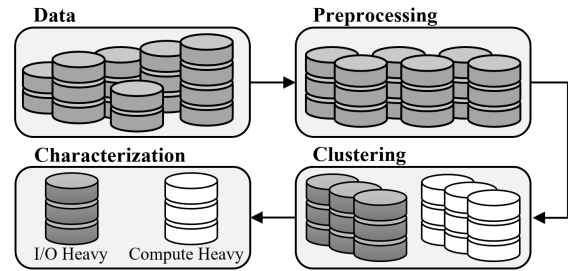 Data
Preprocessing
Characterization
Clustering
I/O Heavy
Compute Heavy